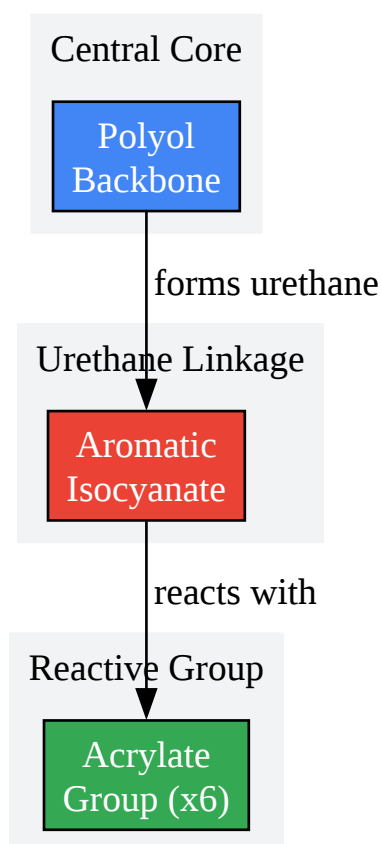 Central Core
Polyol
Backbone
forms urethane
Urethane Linkage
Aromatic
Isocyanate
reacts with
Reactive Group
Acrylate
Group (x6)